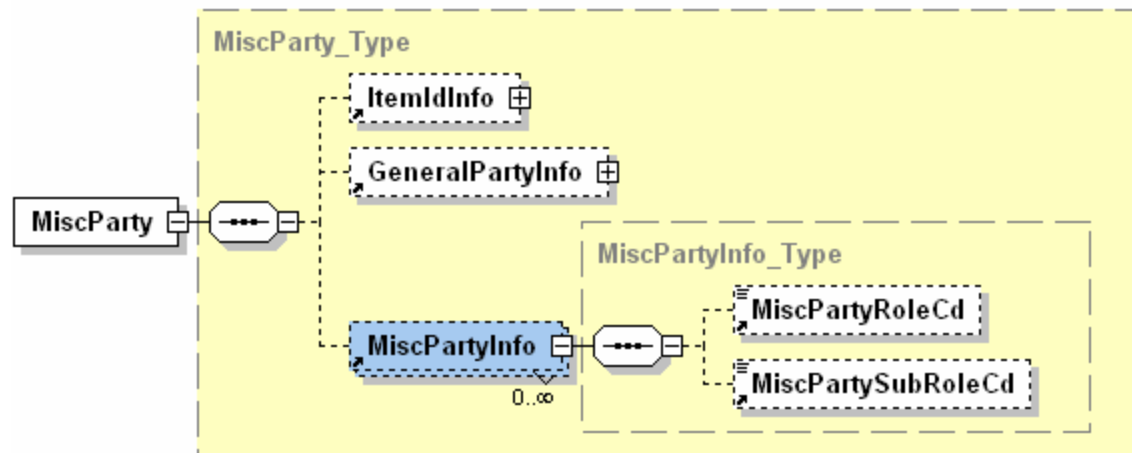 MiscParty_Type
ItemIdInfo
GeneralPartyInfo
MiscParty
MiscPartyInfo_Type
MiscPartyRoleCd
MiscPartyInfo
0..∞
MiscPartySubRoleCd